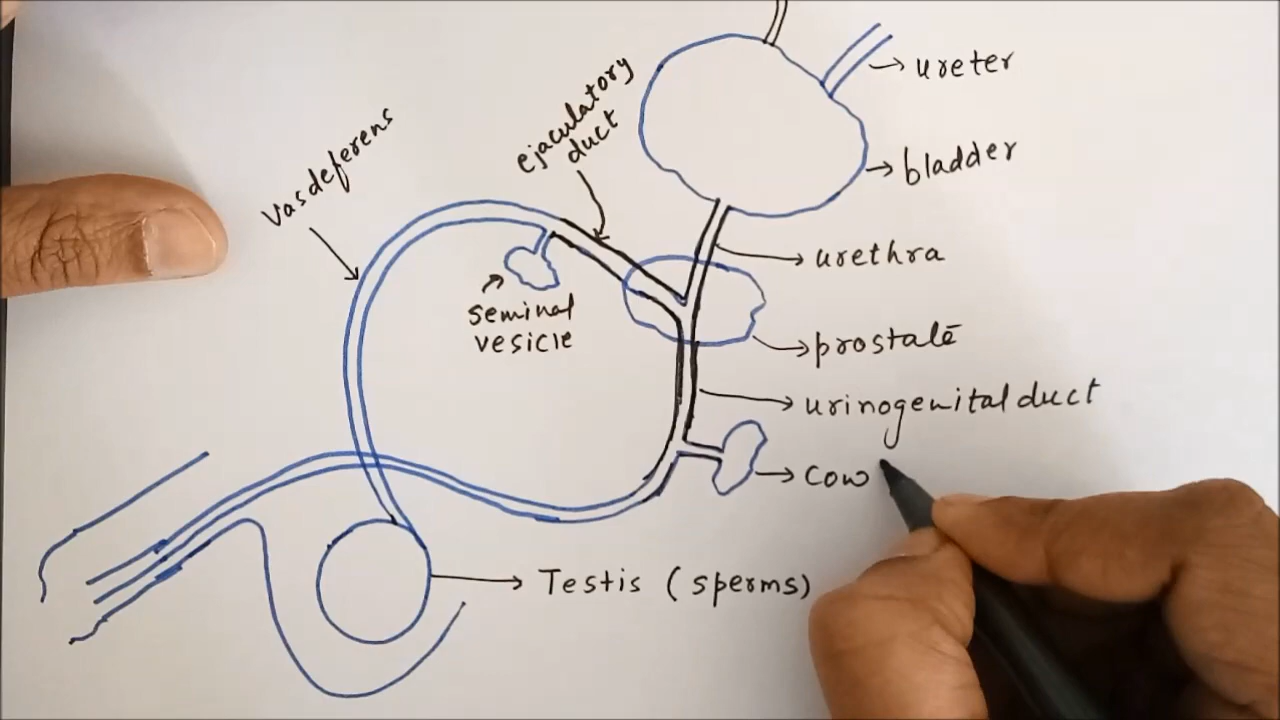 ureter
ejaculatory
duct
bladder
vasdeferens
urethra
seminal
vesicle
prostate
urinogenital duct
cow
Testis (sperms)